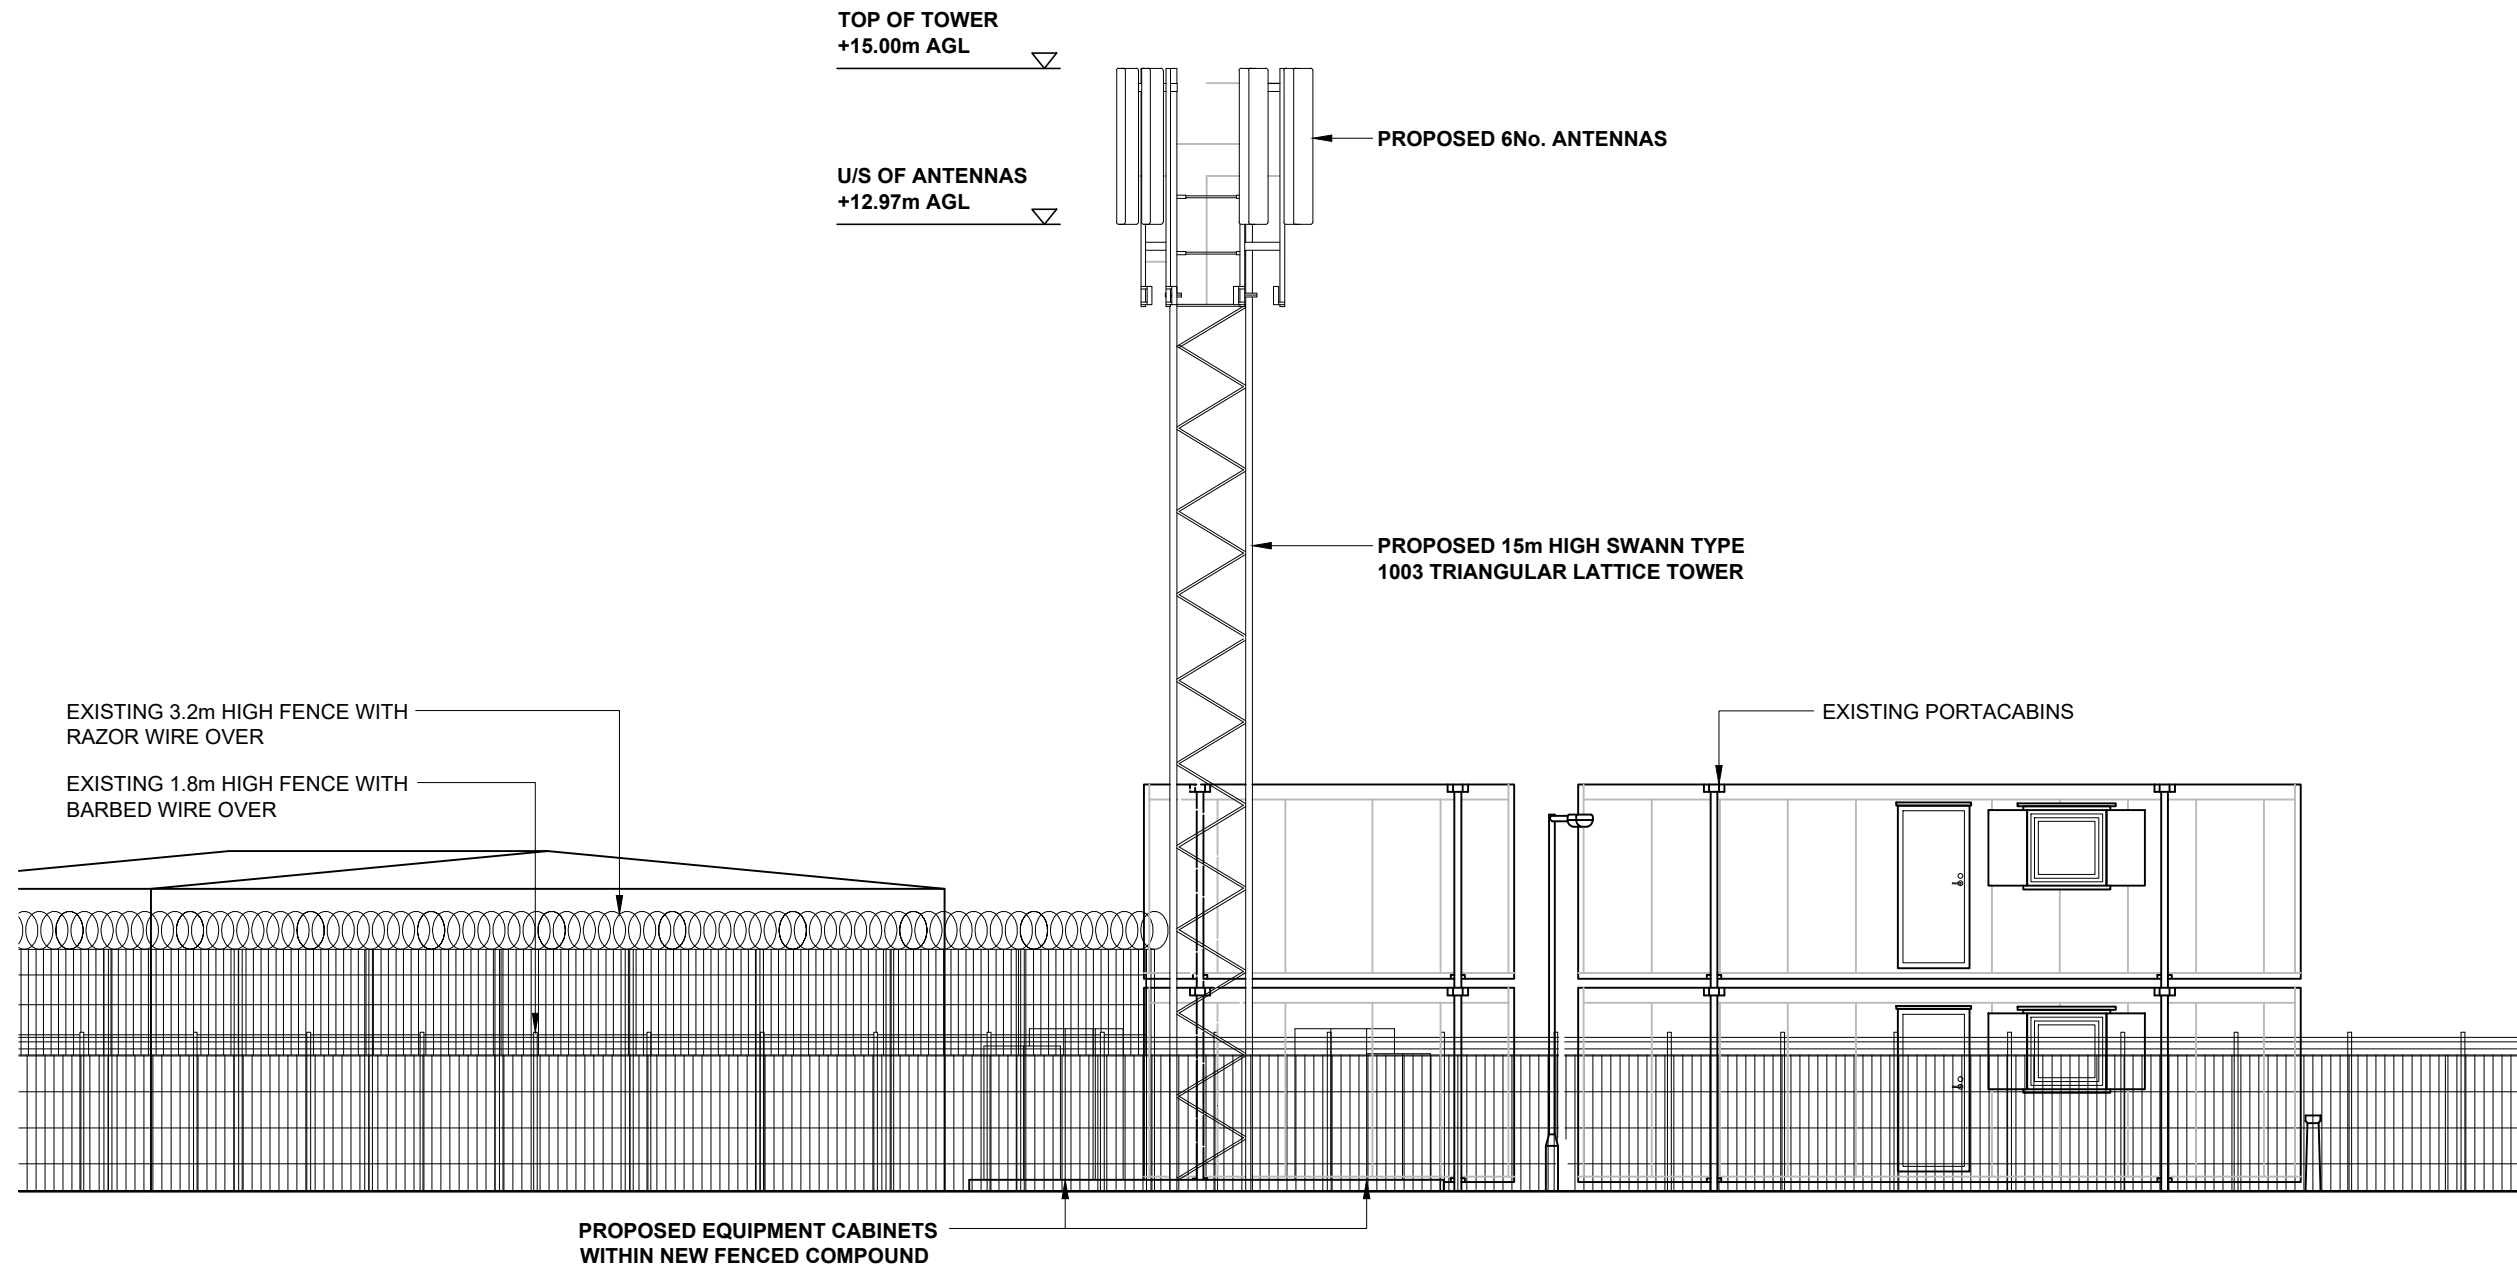 TOP OF TOWER
+15.00m AGL
PROPOSED 6No. ANTENNAS
U/S OF ANTENNAS
+12.97m AGL
PROPOSED 15m HIGH SWANN TYPE
1003 TRIANGULAR LATTICE TOWER
EXISTING 3.2m HIGH FENCE WITH
RAZOR WIRE OVER
EXISTING PORTACABINS
EXISTING 1.8m HIGH FENCE WITH
BARBED WIRE OVER
PROPOSED EQUIPMENT CABINETS
WITHIN NEW FENCED COMPOUND